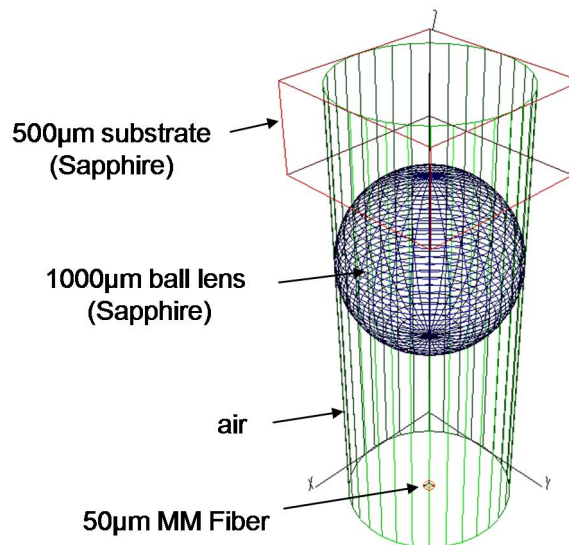 500µm substrate
(Sapphire)
1000µm ball lens
(Sapphire)
air
X
Y
50µm MM Fiber